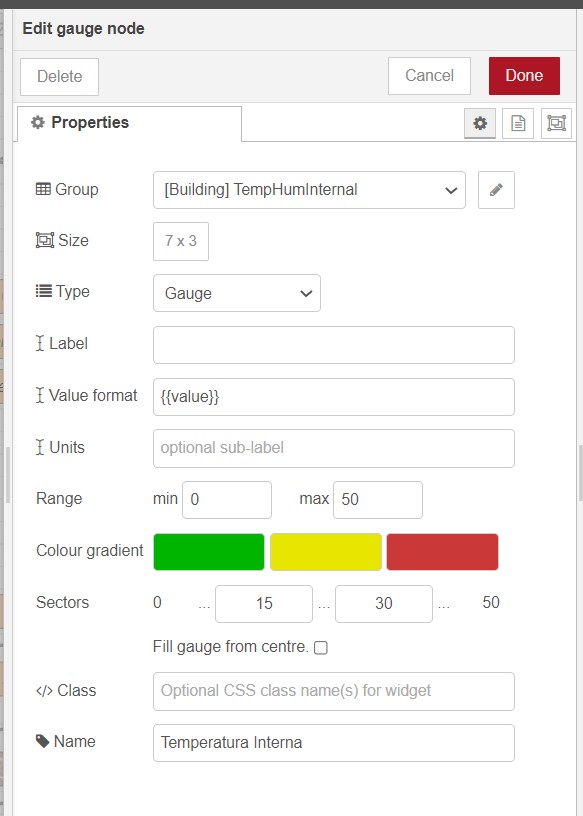 Edit gauge node
Delete
Cancel
Done
Properties
Group
[Building] TempHumInternal
Size
7 x 3
Type
Gauge
Label
Value format
{{value}}
Units
optional sub-label
Range
min 0 max 50
Colour gradient
Sectors
0 ... 15 ... 30 ... 50
Fill gauge from centre.
</> Class
Optional CSS class name(s) for widget
Name
Temperatura Interna